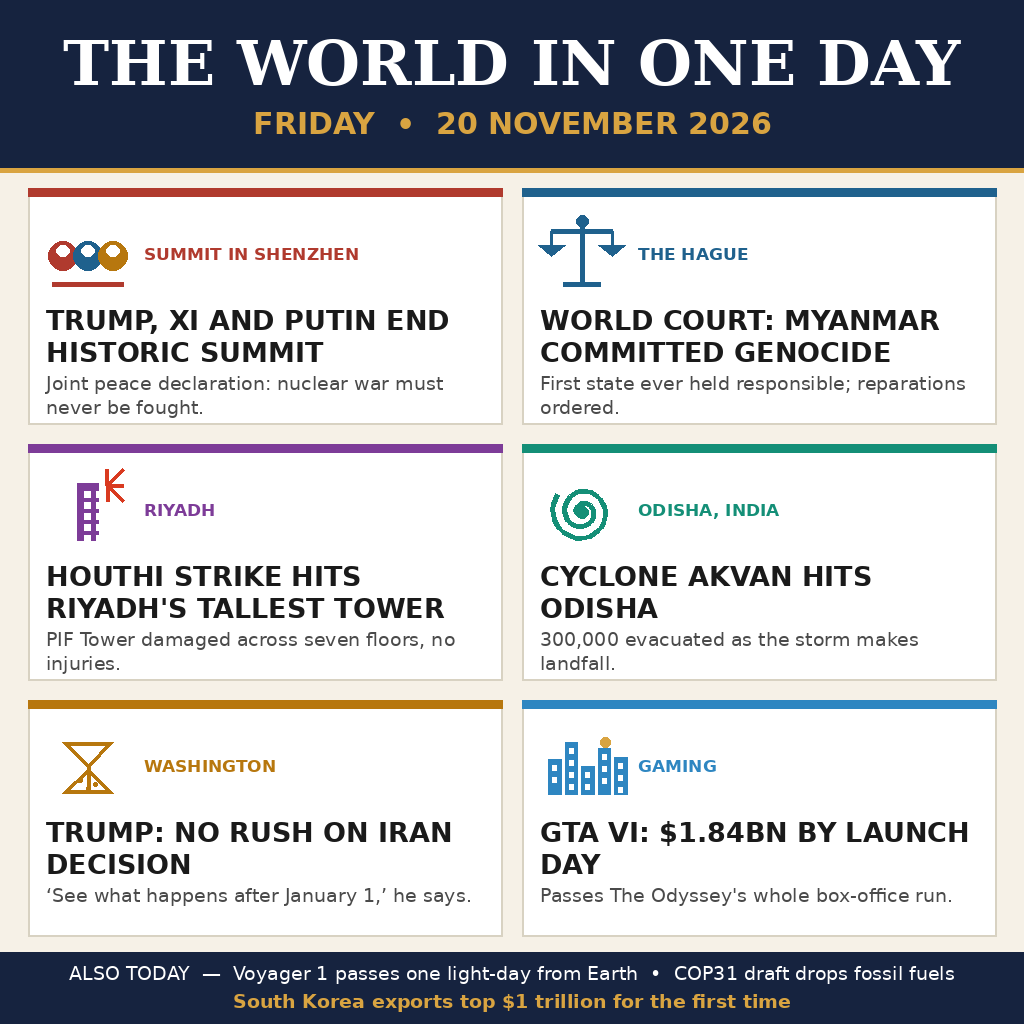 THE WORLD IN ONE DAY
FRIDAY • 20 NOVEMBER 2026
SUMMIT IN SHENZHEN
TRUMP, XI AND PUTIN END
HISTORIC SUMMIT
Joint peace declaration: nuclear war must
never be fought.
THE HAGUE
WORLD COURT: MYANMAR
COMMITTED GENOCIDE
First state ever held responsible; reparations
ordered.
RIYADH
HOUTHI STRIKE HITS
RIYADH'S TALLEST TOWER
PIF Tower damaged across seven floors, no
injuries.
ODISHA, INDIA
CYCLONE AKVAN HITS
ODISHA
300,000 evacuated as the storm makes
landfall.
WASHINGTON
TRUMP: NO RUSH ON IRAN
DECISION
‘See what happens after January 1,’ he says.
GAMING
GTA VI: $1.84BN BY LAUNCH
DAY
Passes The Odyssey's whole box-office run.
ALSO TODAY — Voyager 1 passes one light-day from Earth • COP31 draft drops fossil fuels
South Korea exports top $1 trillion for the first time